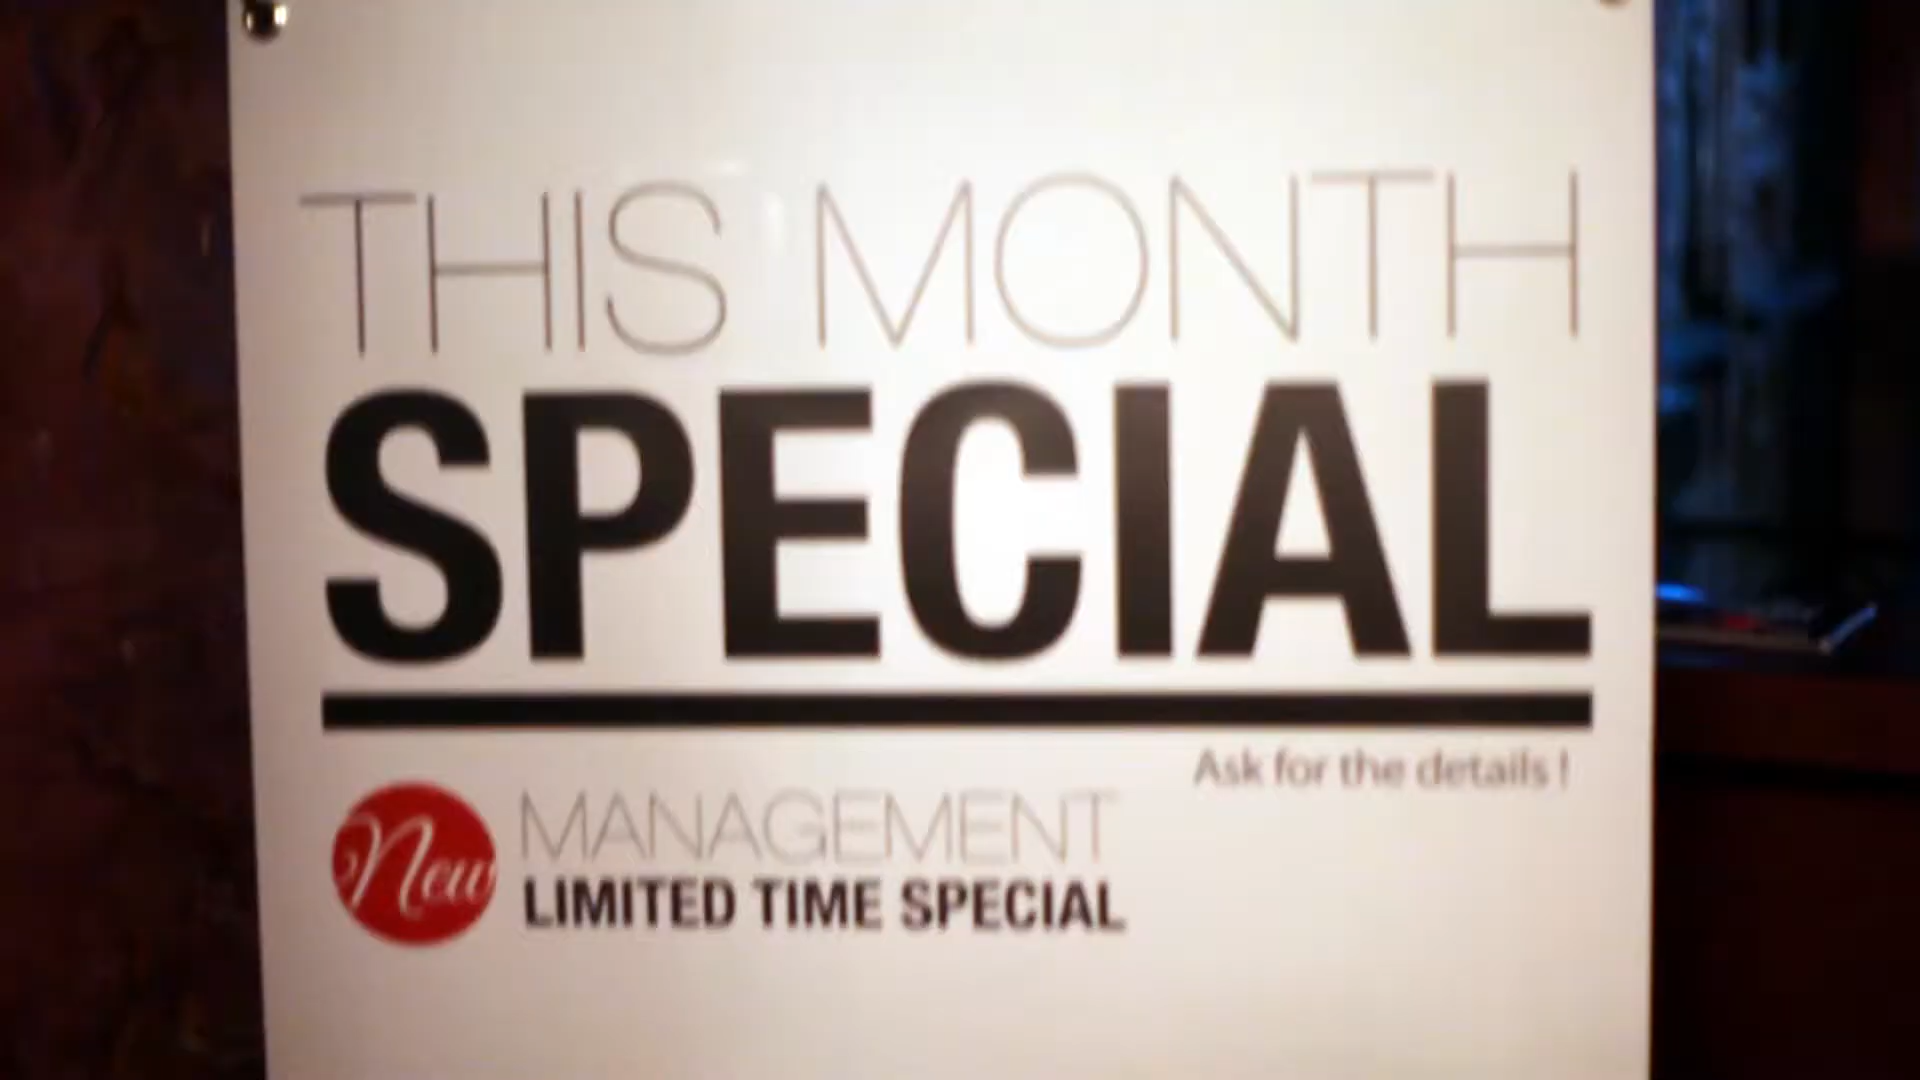 THIS MONTH
SPECIAL
Ask for the details !
New MANAGEMENT
LIMITED TIME SPECIAL